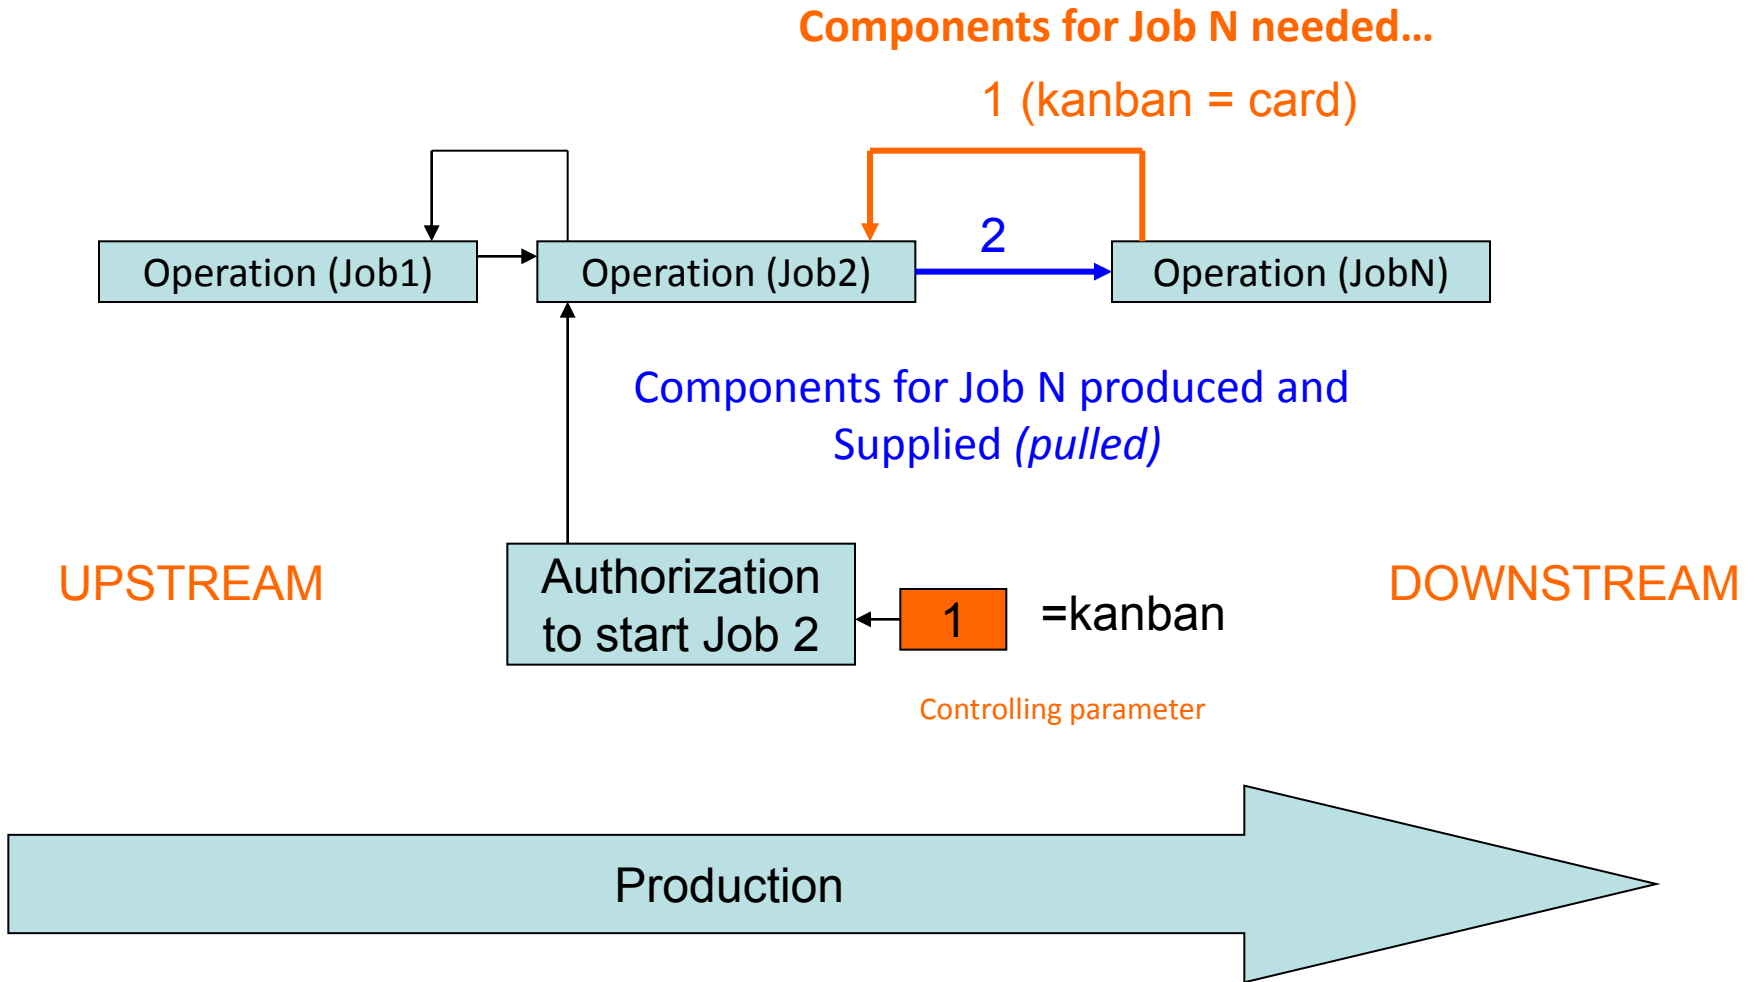 Components for Job N needed...
1 (kanban = card)
2
Operation (Job1)
Operation (Job2)
Operation (JobN)
Components for Job N produced and
Supplied (pulled)
UPSTREAM
Authorization
to start Job 2
1
=kanban
DOWNSTREAM
Controlling parameter
Production